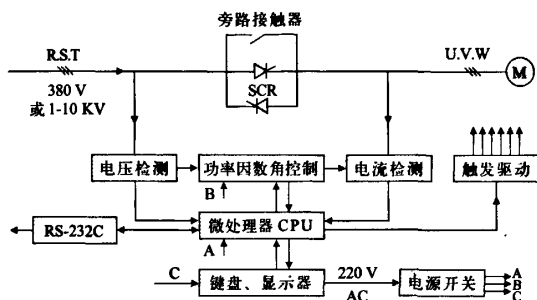 旁路接触器
R.S.T
U.V.W
SCR
M
380 V
或 1-10 KV
电压检测
功率因数角控制
电流检测
触发驱动
B
RS-232C
微处理器 CPU
A
C
键盘、显示器
220 V
AC
电源开关
A
B
C